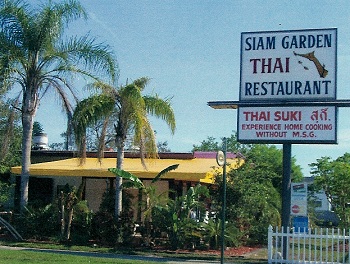 SIAM GARDEN
THAI
RESTAURANT
THAI SUKI สุกี้
EXPERIENCE HOME COOKING
WITHOUT M.S.G.